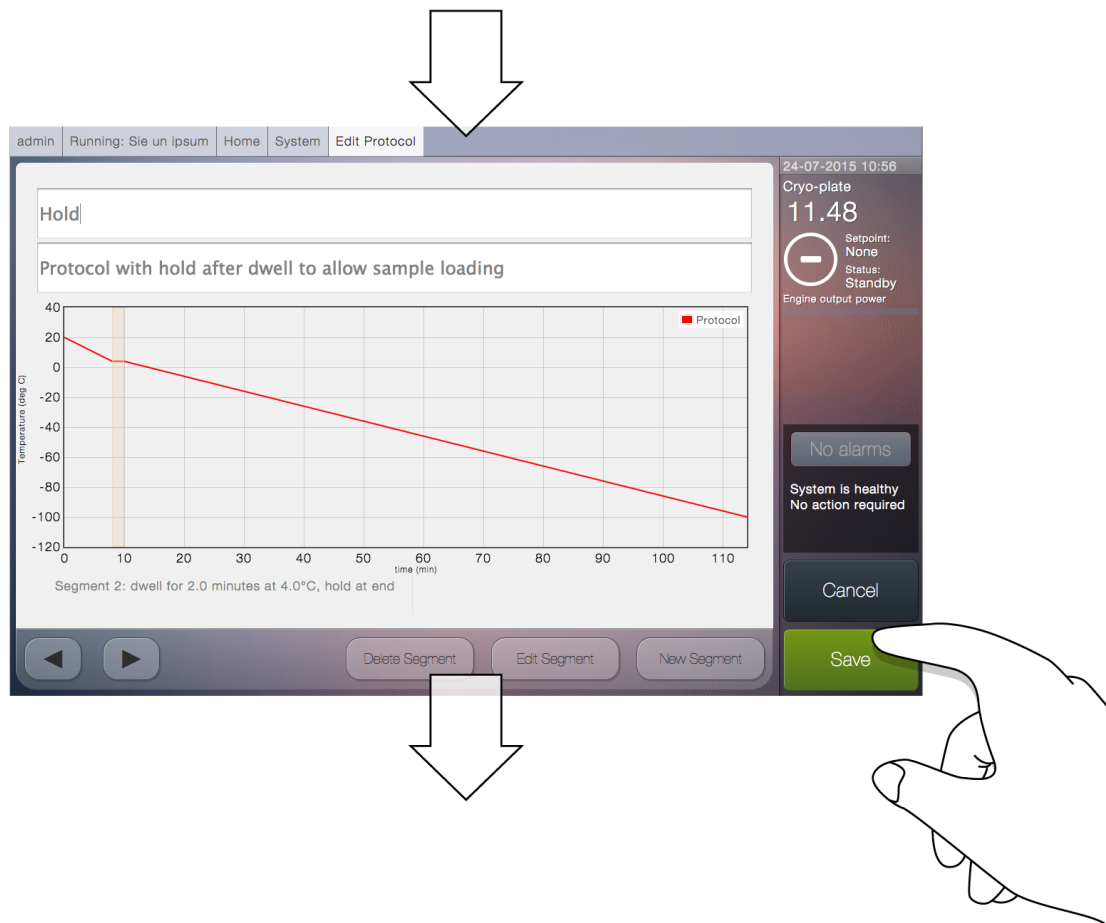 admin Running: Sie un ipsum Home System Edit Protocol
24-07-2015 10:56
Cryo-plate
11.48
Setpoint:
None
Status:
Standby
Engine output power
Hold
Protocol with hold after dwell to allow sample loading
40
20
0
-20
-40
-60
-80
-100
-120
Temperature (deg C)
Protocol
0 10 20 30 40 50 60 70 80 90 100 110
time (min)
Segment 2: dwell for 2.0 minutes at 4.0°C, hold at end
No alarms
System is healthy
No action required
Cancel
Delete Segment Edit Segment New Segment
Save